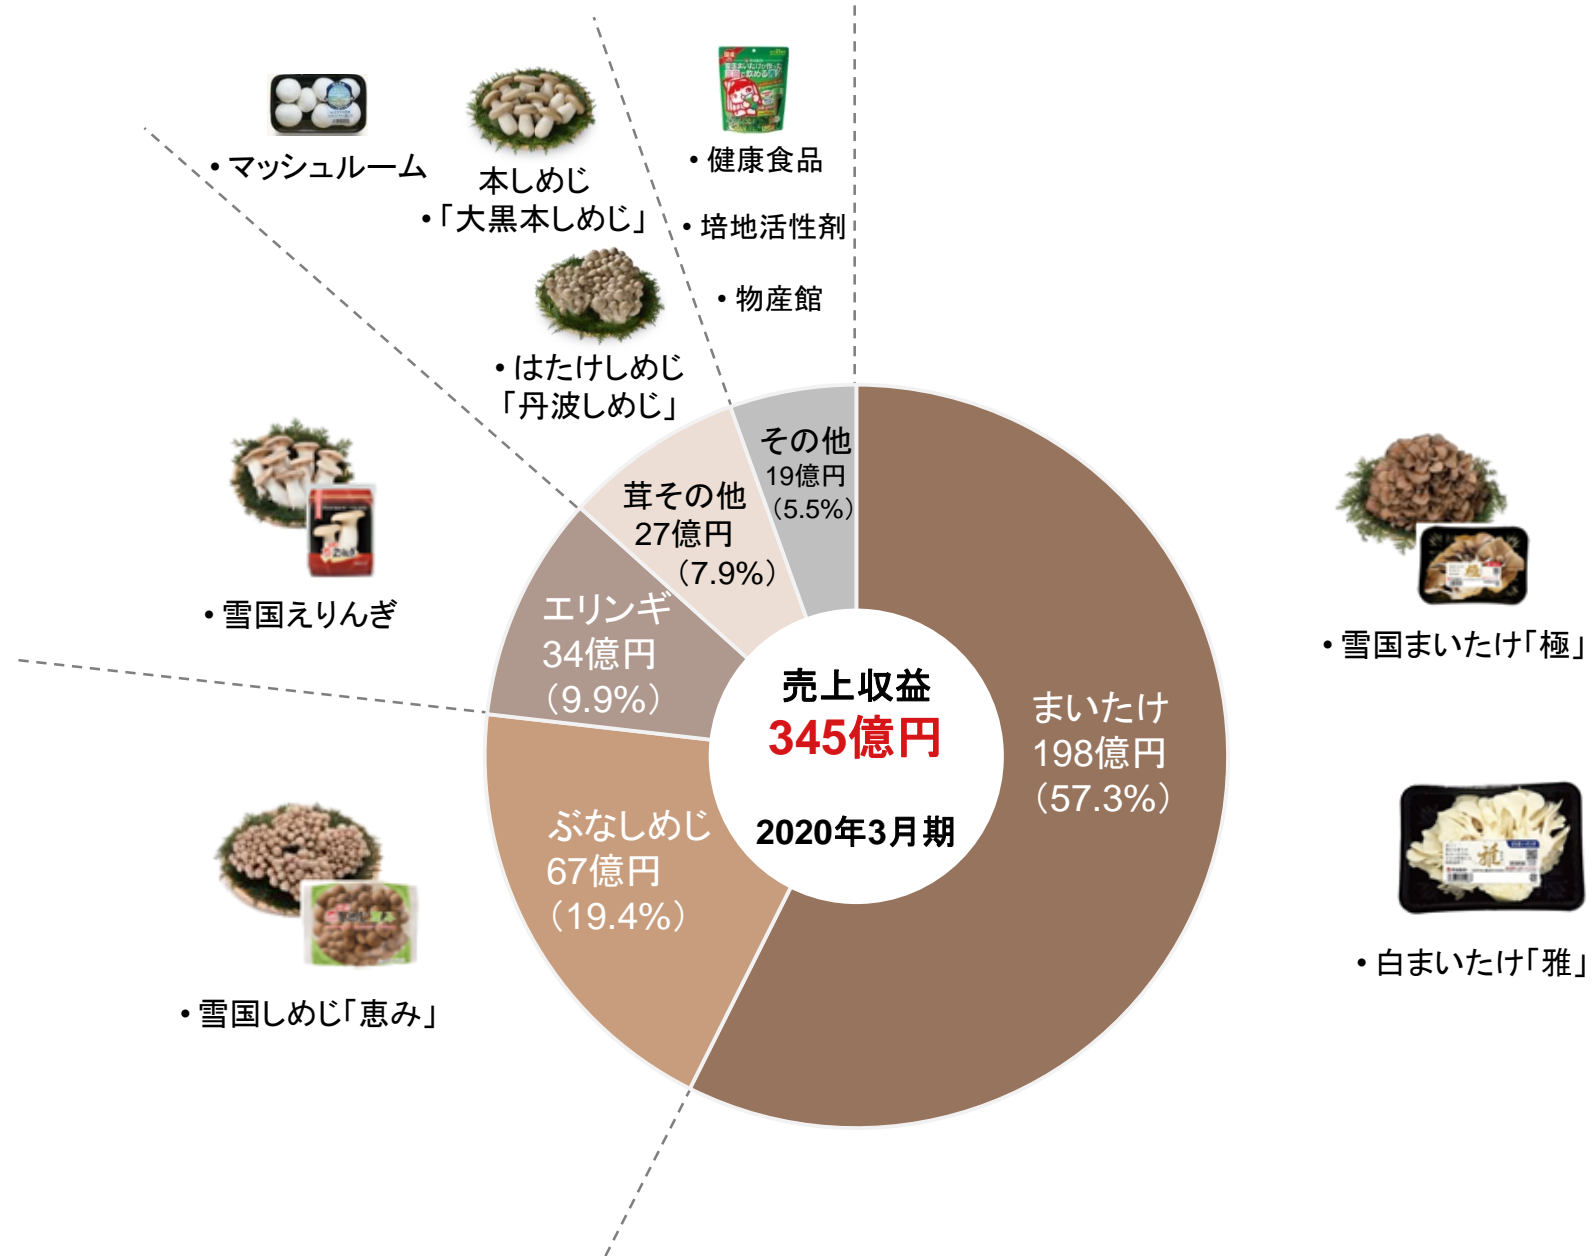 ・マッシュルーム
本しめじ
・「大黒本しめじ」
・はたけしめじ
「丹波しめじ」
・健康食品
・培地活性剤
・物産館
その他
19億円
（5.5%）
茸その他
27億円
（7.9%）
エリンギ
34億円
（9.9%）
・雪国えりんぎ
売上収益
345億円
2020年3月期
まいたけ
198億円
（57.3%）
・雪国まいたけ「極」
雅
・白まいたけ「雅」
ぶなしめじ
67億円
（19.4%）
・雪国しめじ「恵み」